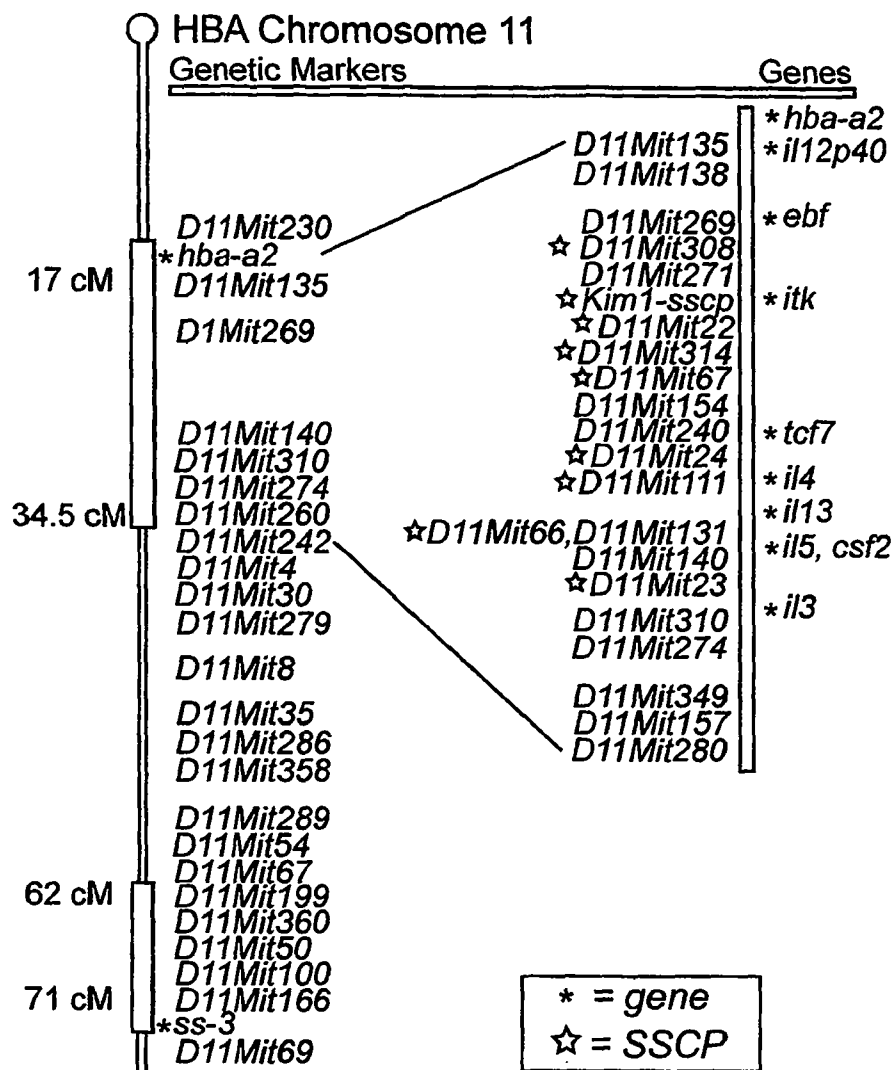 HBA Chromosome 11
Genetic Markers
Genes
D11Mit230
*hba-a2
17 cM
D11Mit135
D1Mit269
D11Mit140
D11Mit310
D11Mit274
34.5 cM
D11Mit260
D11Mit242
D11Mit4
D11Mit30
D11Mit279
D11Mit8
D11Mit35
D11Mit286
D11Mit358
D11Mit289
D11Mit54
D11Mit67
62 cM
D11Mit199
D11Mit360
D11Mit50
D11Mit100
71 cM
D11Mit166
*ss-3
D11Mit69
D11Mit135
D11Mit138
D11Mit269
☆D11Mit308
D11Mit271
☆Kim1-sscp
☆D11Mit22
☆D11Mit314
☆D11Mit67
D11Mit154
D11Mit240
☆D11Mit24
☆D11Mit111
☆D11Mit66,D11Mit131
D11Mit140
☆D11Mit23
D11Mit310
D11Mit274
D11Mit349
D11Mit157
D11Mit280
*hba-a2
*il12p40
*ebf
*itk
*tcf7
*il4
*il13
*il5, csf2
*il3
* = gene
☆ = SSCP